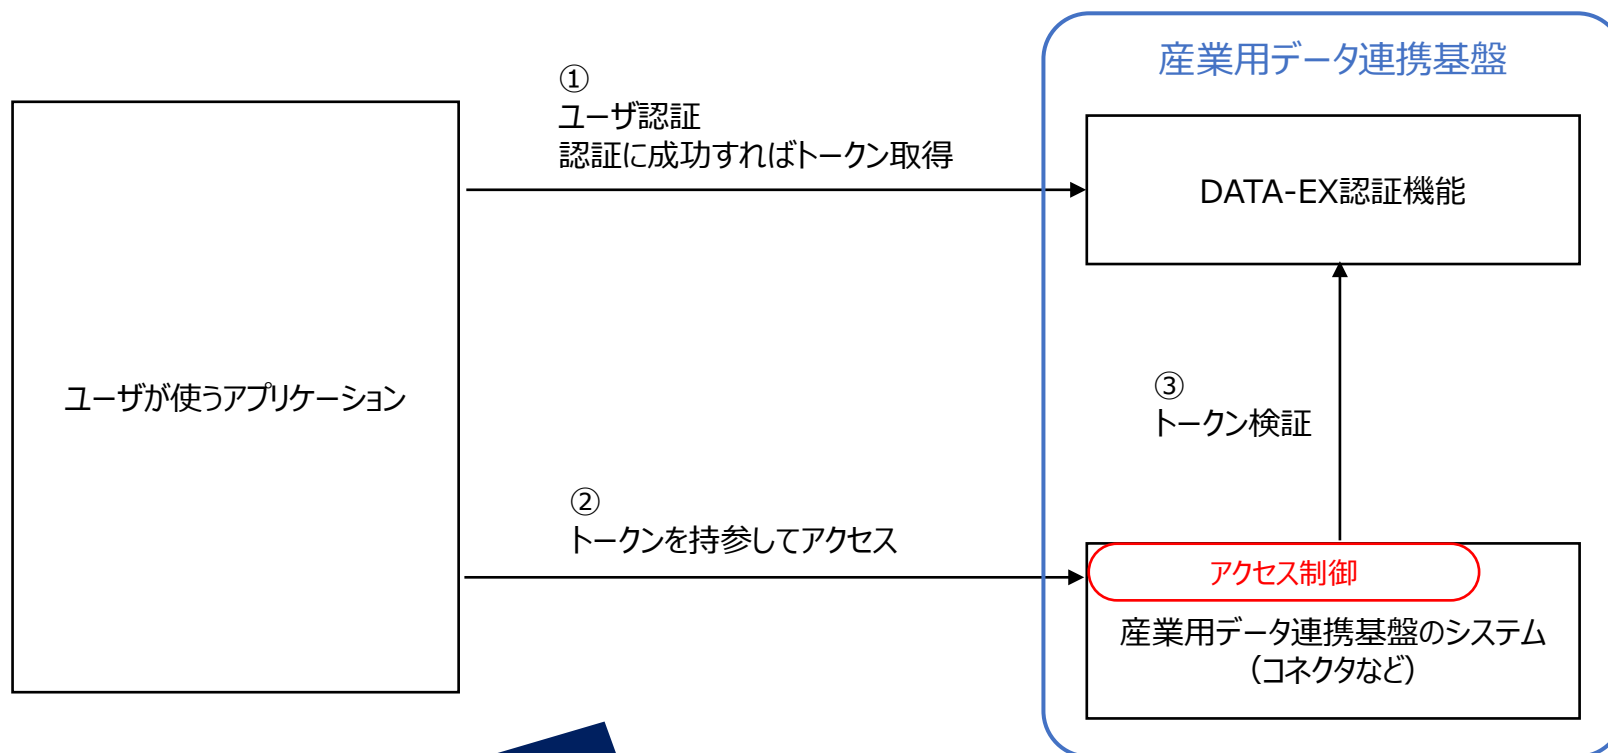 産業用データ連携基盤
①
ユーザ認証
認証に成功すればトークン取得
DATA-EX認証機能
ユーザが使うアプリケーション
③
トークン検証
②
トークンを持参してアクセス
アクセス制御
産業用データ連携基盤のシステム
（コネクタなど）